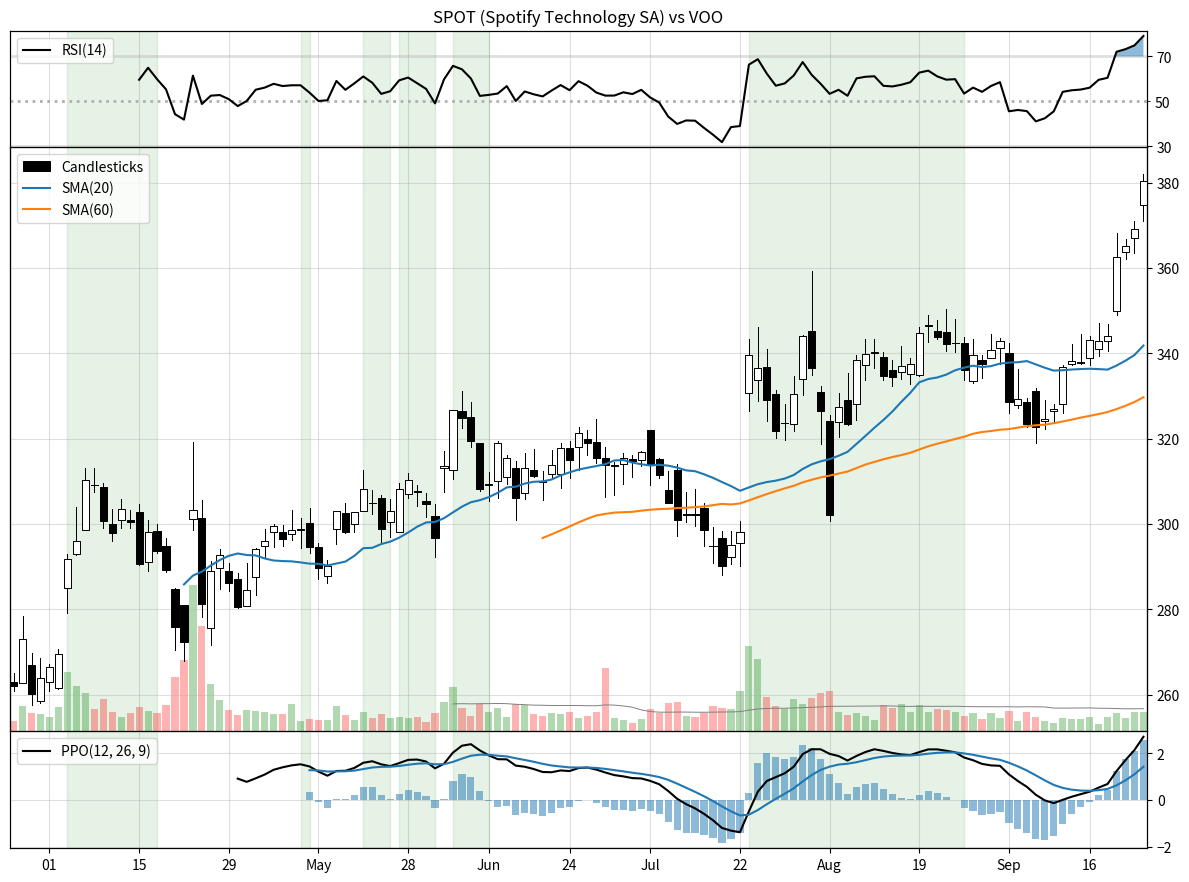 SPOT (Spotify Technology SA) vs VOO
RSI(14)
70
50
30
Candlesticks
SMA(20)
SMA(60)
380
360
340
320
300
280
260
PPO(12, 26, 9)
2
0
−2
01 15 29 May 28 Jun 24 Jul 22 Aug 19 Sep 16